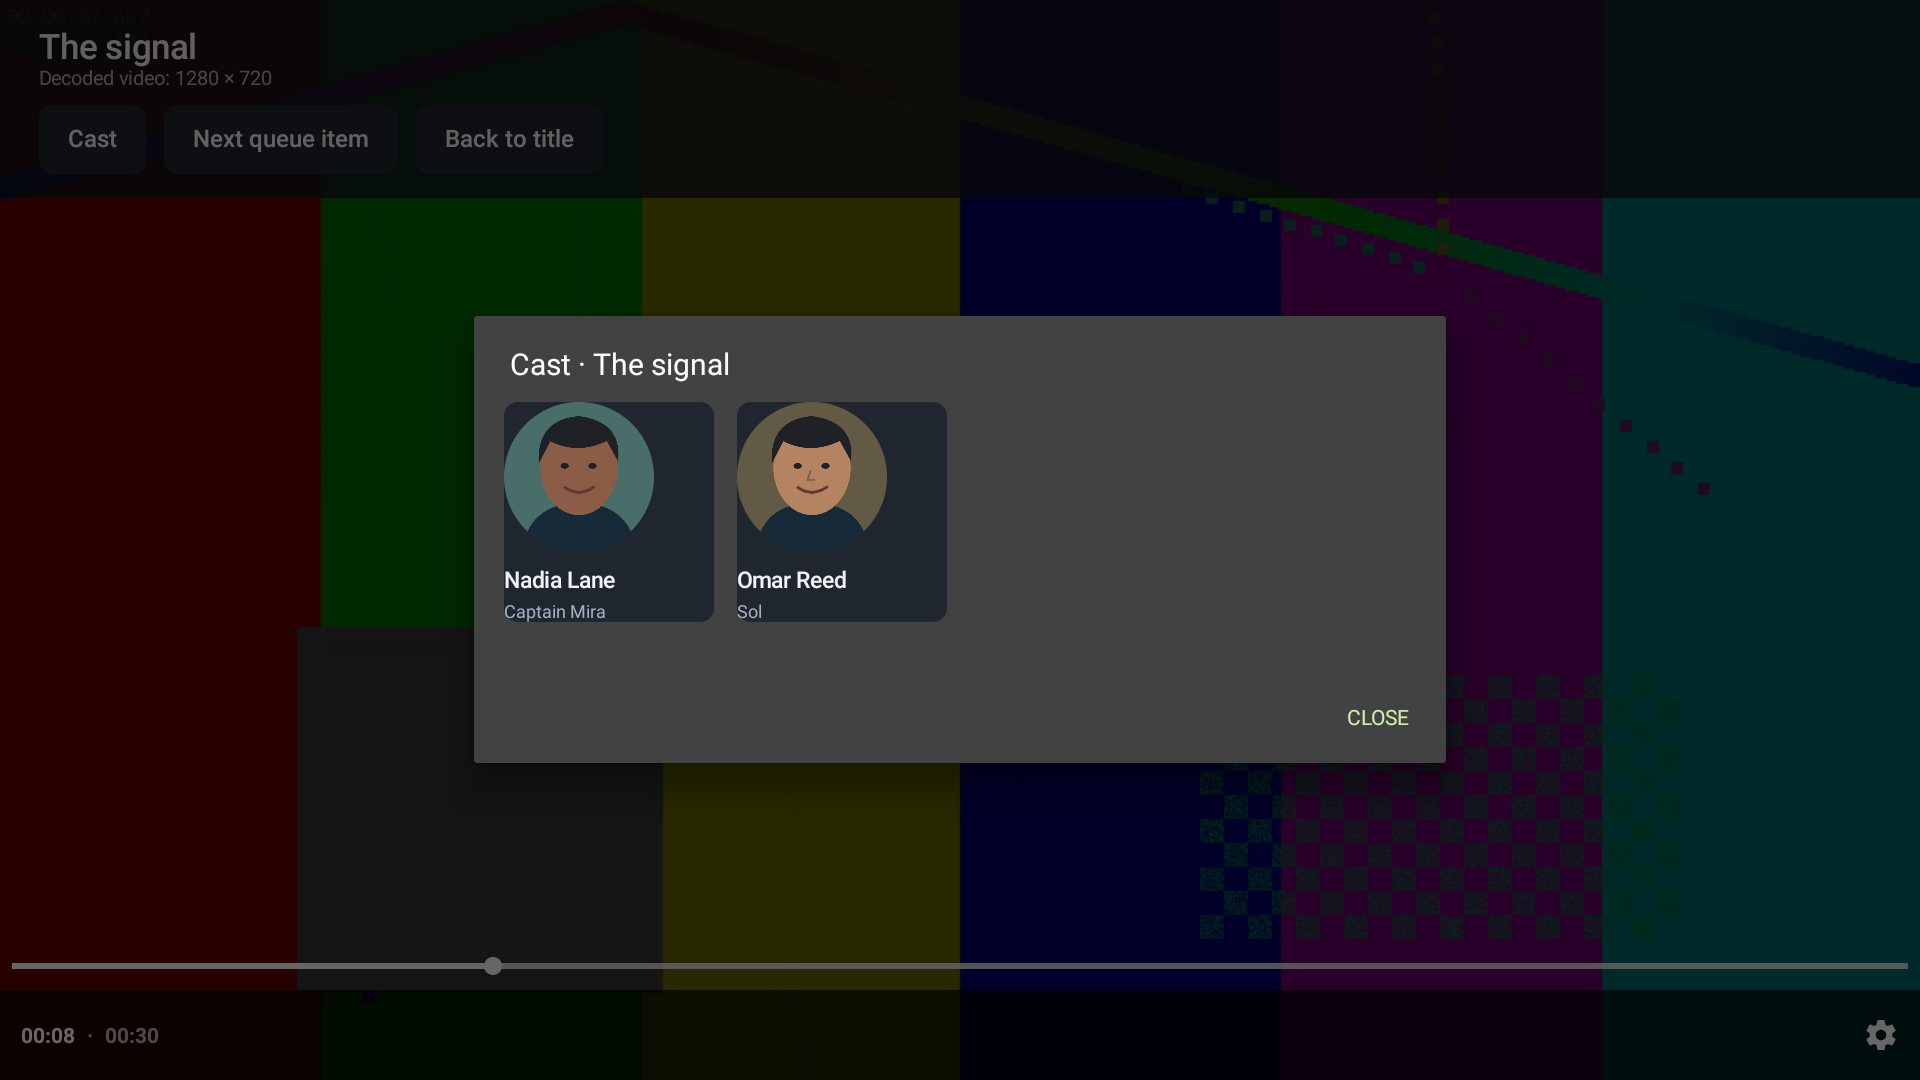 The signal
Decoded video: 1280 × 720
Cast
Next queue item
Back to title
Cast · The signal
Nadia Lane
Captain Mira
Omar Reed
Sol
CLOSE
00:08 · 00:30